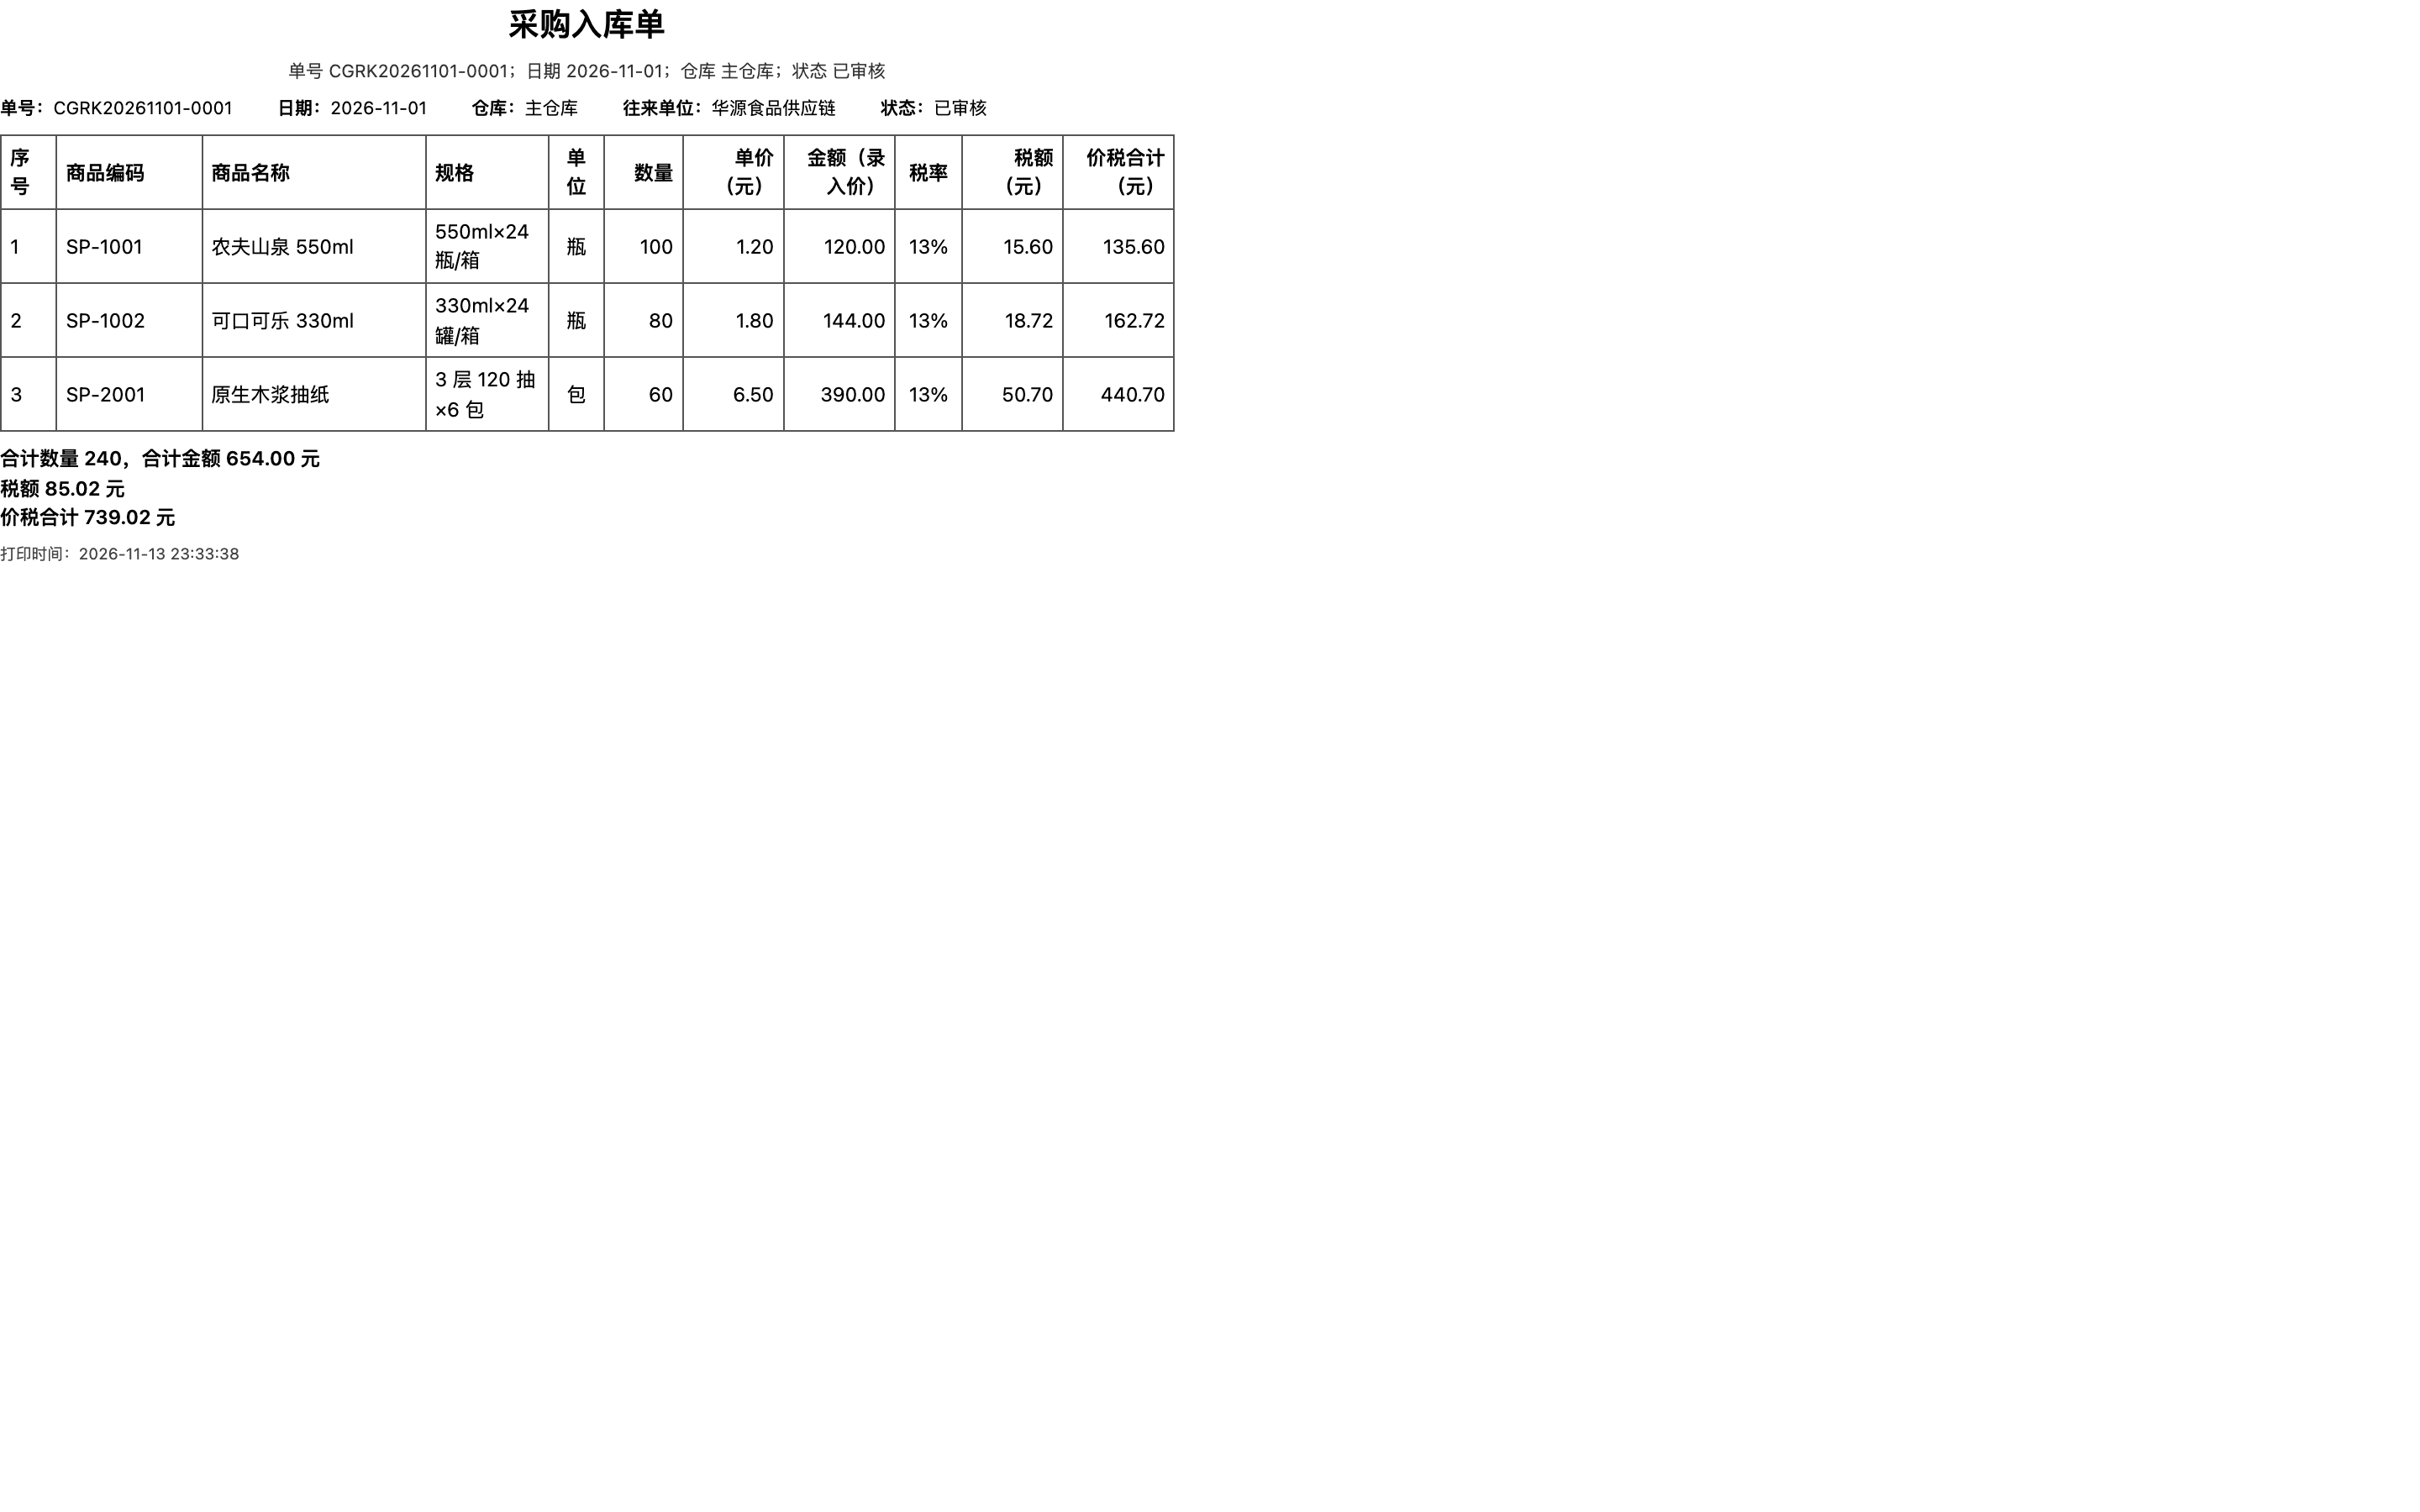 采购入库单
单号 CGRK20261101-0001；日期 2026-11-01；仓库 主仓库；状态 已审核
单号：CGRK20261101-0001 日期：2026-11-01 仓库：主仓库 往来单位：华源食品供应链 状态：已审核
序号 商品编码 商品名称 规格 单位 数量 单价（元） 金额（录入价） 税率 税额（元） 价税合计（元）
1 SP-1001 农夫山泉 550ml 550ml×24瓶/箱 瓶 100 1.20 120.00 13% 15.60 135.60
2 SP-1002 可口可乐 330ml 330ml×24罐/箱 瓶 80 1.80 144.00 13% 18.72 162.72
3 SP-2001 原生木浆抽纸 3 层 120 抽×6 包 包 60 6.50 390.00 13% 50.70 440.70
合计数量 240，合计金额 654.00 元
税额 85.02 元
价税合计 739.02 元
打印时间：2026-11-13 23:33:38